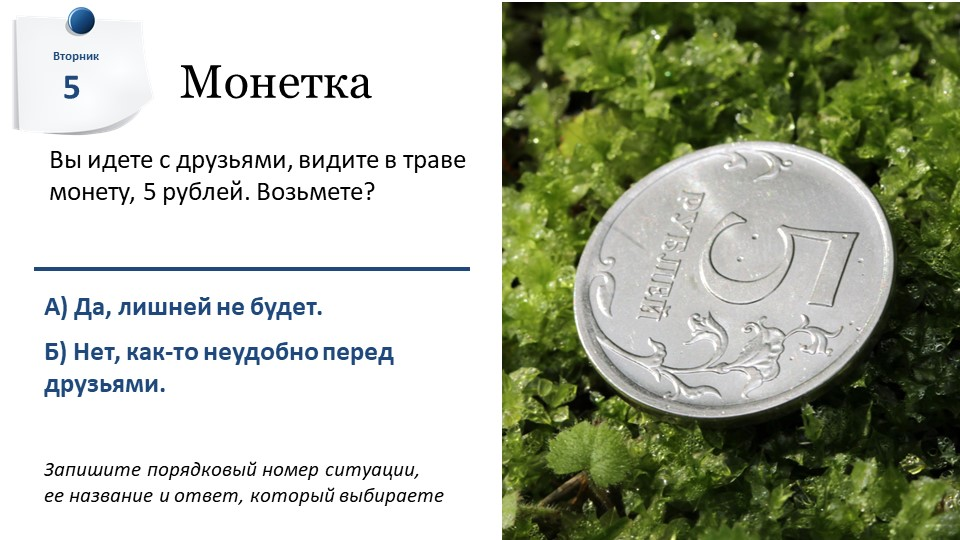 Вторник
5
Монетка
Вы идете с друзьями, видите в траве
монету, 5 рублей. Возьмете?
А) Да, лишней не будет.
Б) Нет, как-то неудобно перед
друзьями.
Запишите порядковый номер ситуации,
ее название и ответ, который выбираете
5
РУБЛЕЙ